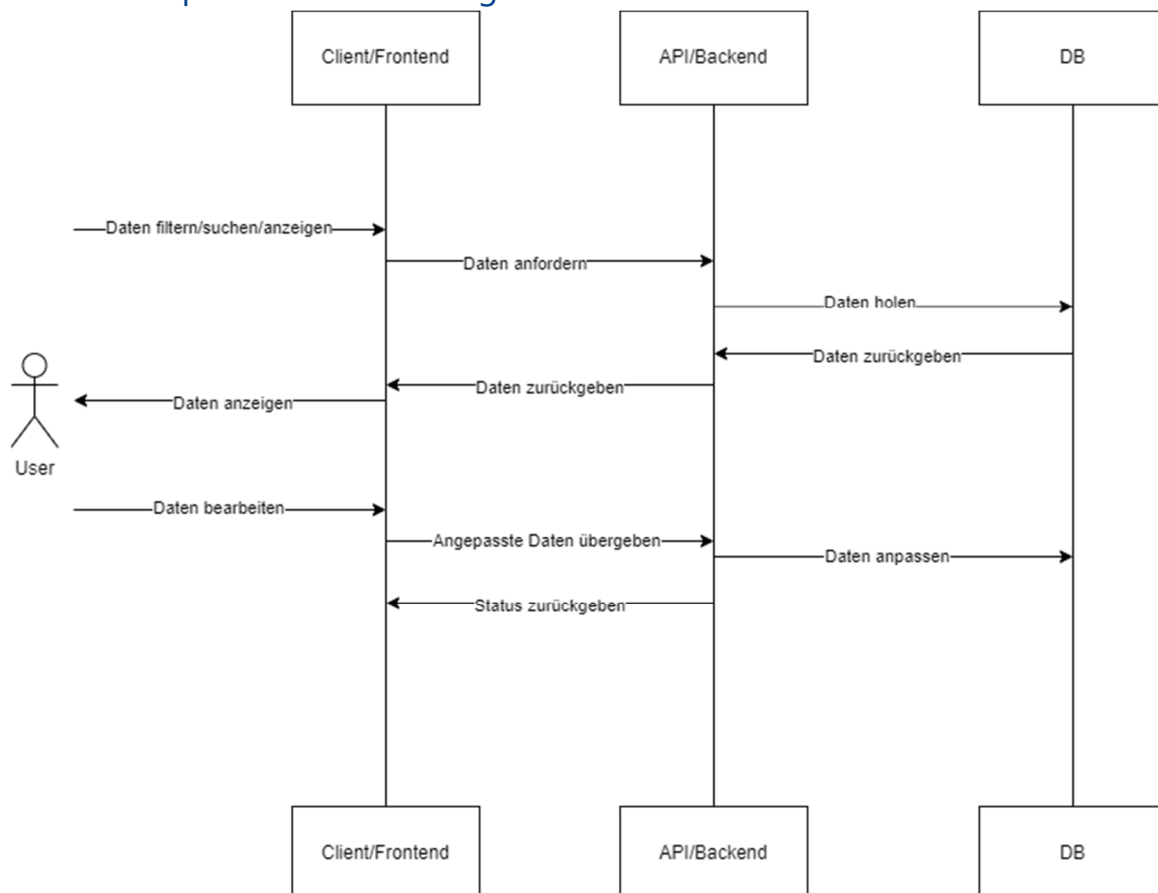 Client/Frontend
API/Backend
DB
Daten filtern/suchen/anzeigen
Daten anfordern
Daten holen
Daten zurückgeben
Daten zurückgeben
Daten anzeigen
User
Daten bearbeiten
Angepasste Daten übergeben
Daten anpassen
Status zurückgeben
Client/Frontend
API/Backend
DB